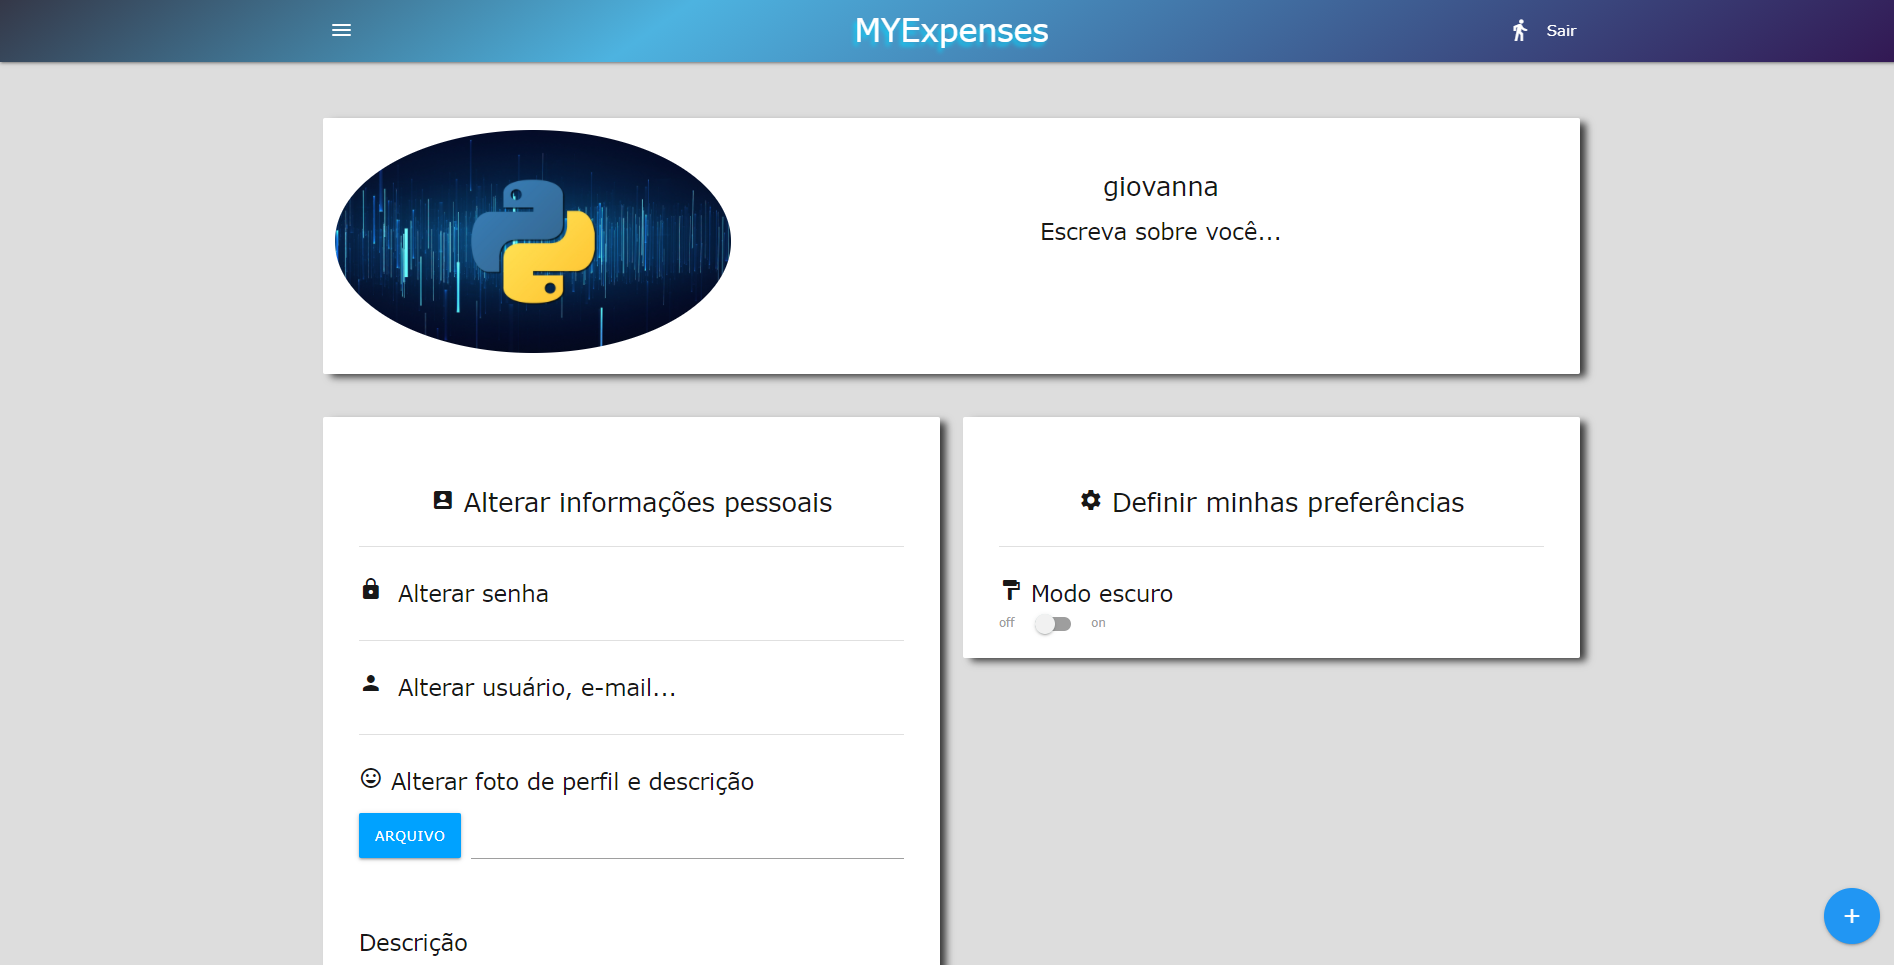 MYExpenses
Sair
giovanna
Escreva sobre você...
Alterar informações pessoais
Alterar senha
Alterar usuário, e-mail...
Alterar foto de perfil e descrição
ARQUIVO
Descrição
Definir minhas preferências
Modo escuro
off on